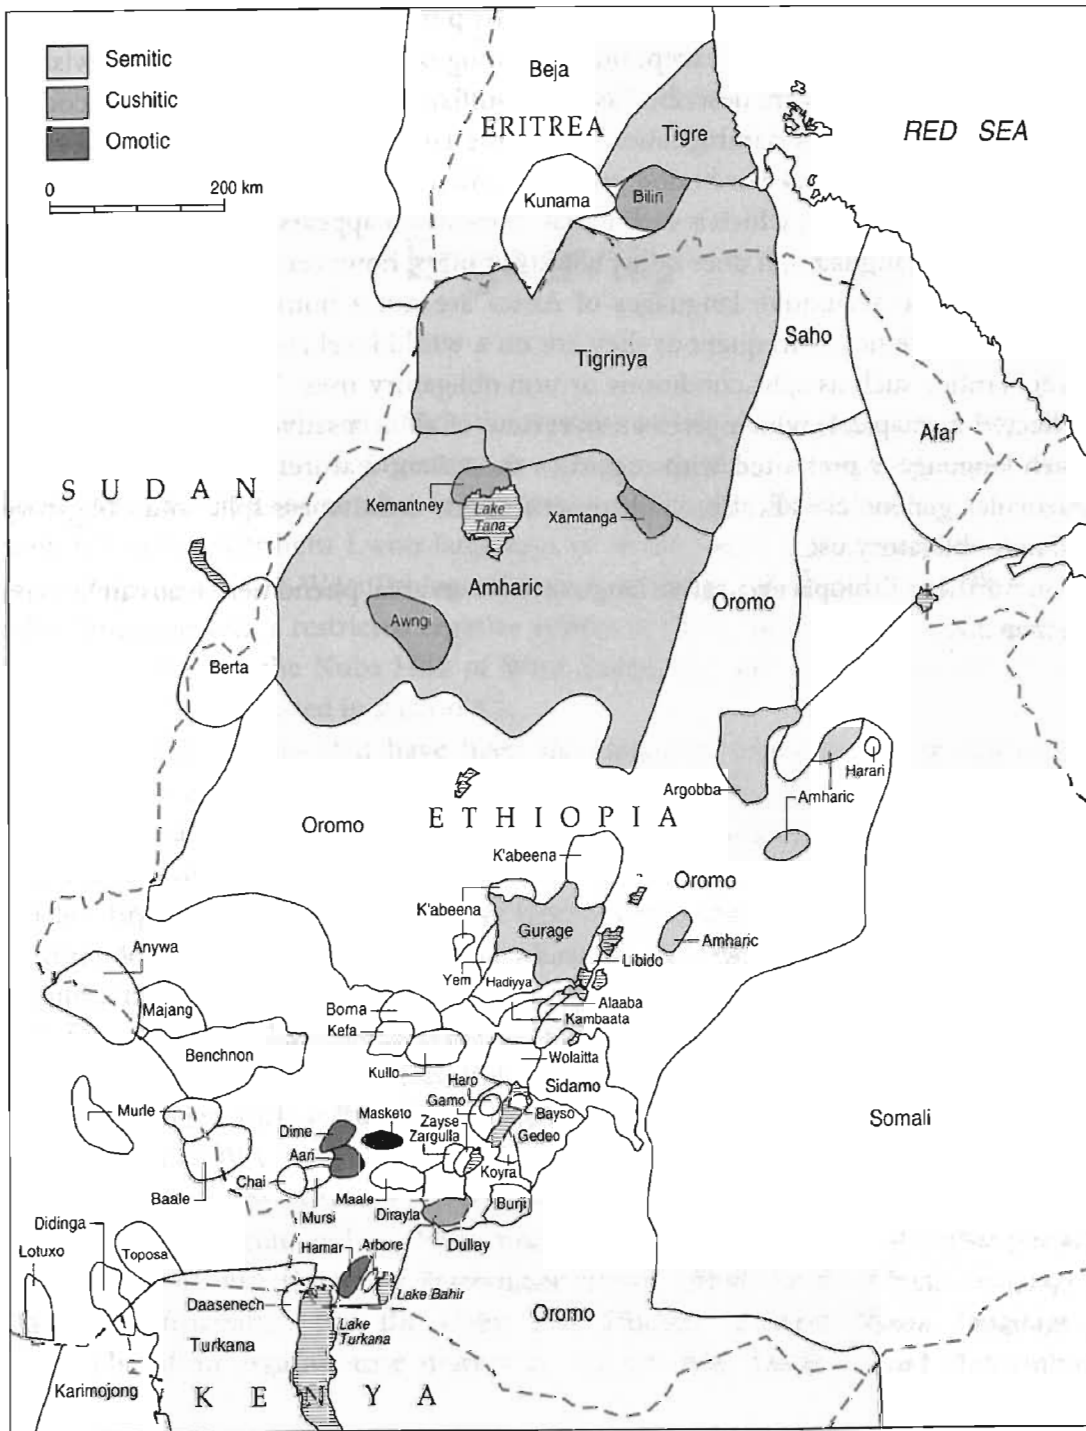 Semitic
Cushitic
Omotic
0 200 km
Beja
ERITREA
Tigre
RED SEA
Kunama
Bilin
Tigrinya
Saho
Afar
SUDAN
Kemantney
Lake
Tana
Xamtanga
Amharic
Oromo
Awngi
Berta
Harari
Argobba
Amharic
Oromo
ETHIOPIA
K'abeena
Oromo
K'abeena
Gurage
Amharic
Anywa
Libido
Yem
Hadiyya
Majang
Borna
Alaaba
Kambaata
Kefa
Benchnon
Wolaitta
Kullo
Haro
Sidamo
Gamo
Murle
Masketo
Zayse
Bayso
Somali
Dime
Zargulla
Gedeo
Aari
Koyra
Chai
Maale
Burji
Baale
Mursi
Dirayta
Didinga
Hamar
Arbore
Dullay
Lotuxo
Toposa
Lake Bahir
Daasenech
Oromo
Lake
Turkana
Turkana
Karimojong
KENYA